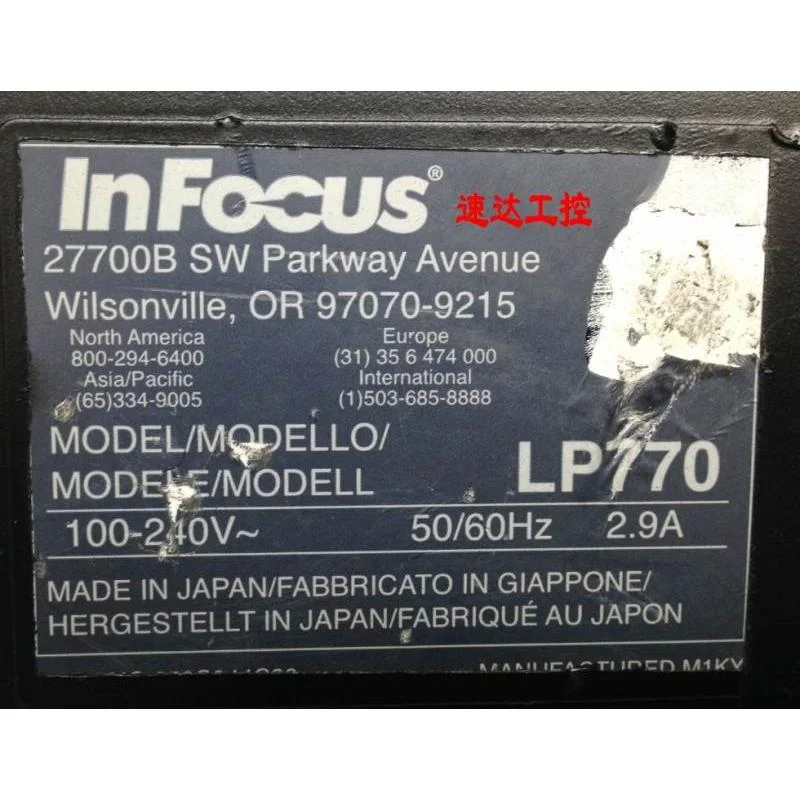 InFocus® 速达工控
27700B SW Parkway Avenue
Wilsonville, OR 97070-9215
North America Europe
800-294-6400 (31) 35 6 474 000
Asia/Pacific International
(65)334-9005 (1)503-685-8888
MODEL/MODELLO/
MODELE/MODELL LP770
100-240V~ 50/60Hz 2.9A
MADE IN JAPAN/FABBRICATO IN GIAPPONE/
HERGESTELLT IN JAPAN/FABRIQUÉ AU JAPON
MANUFACTURED M1KY